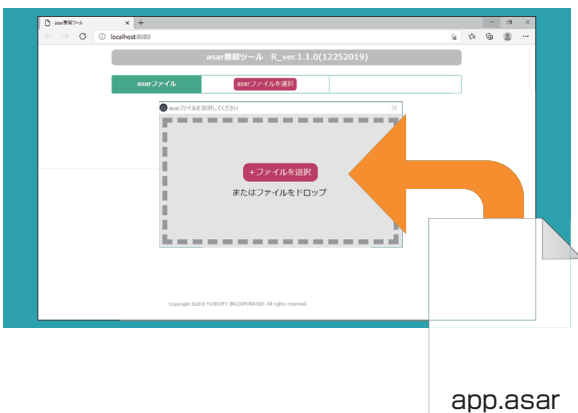 asar展開ツール
localhost:8080
asar展開ツール R_ver.1.1.0(12252019)
asarファイル
asarファイルを選択
asarファイルを選択してください
+ファイルを選択
またはファイルをドロップ
Copyright ©2019 FUJISOFT INCORPORATED. All rights reserved.
app.asar